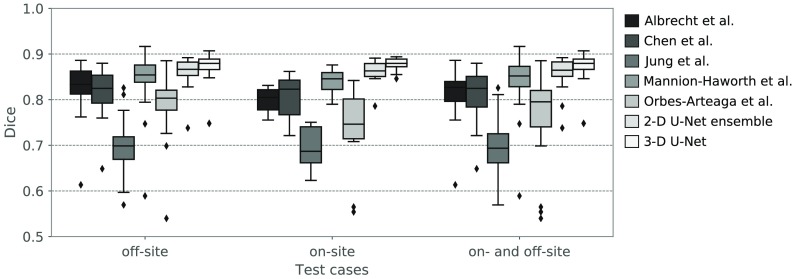 1.0
0.9
0.8
0.7
0.6
0.5
Dice
off-site
on-site
on- and off-site
Test cases
Albrecht et al.
Chen et al.
Jung et al.
Mannion-Haworth et al.
Orbes-Arteaga et al.
2-D U-Net ensemble
3-D U-Net